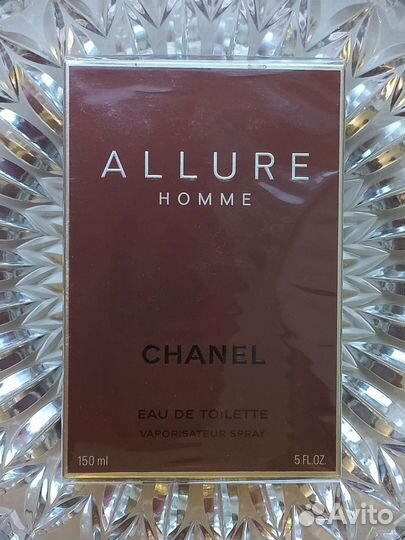 ALLURE
HOMME
CHANEL
EAU DE TOILETTE
VAPORISATEUR SPRAY
150 ml 5 FL.OZ.
Avito